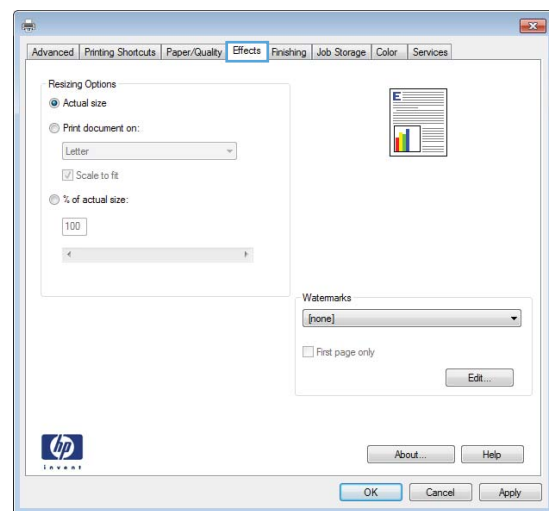 Advanced Printing Shortcuts Paper/Quality Effects Finishing Job Storage Color Services
Resizing Options
Actual size
Print document on:
Letter
Scale to fit
% of actual size:
100
E
Watermarks
[none]
First page only
Edit...
hp
invent
About... Help
OK Cancel Apply